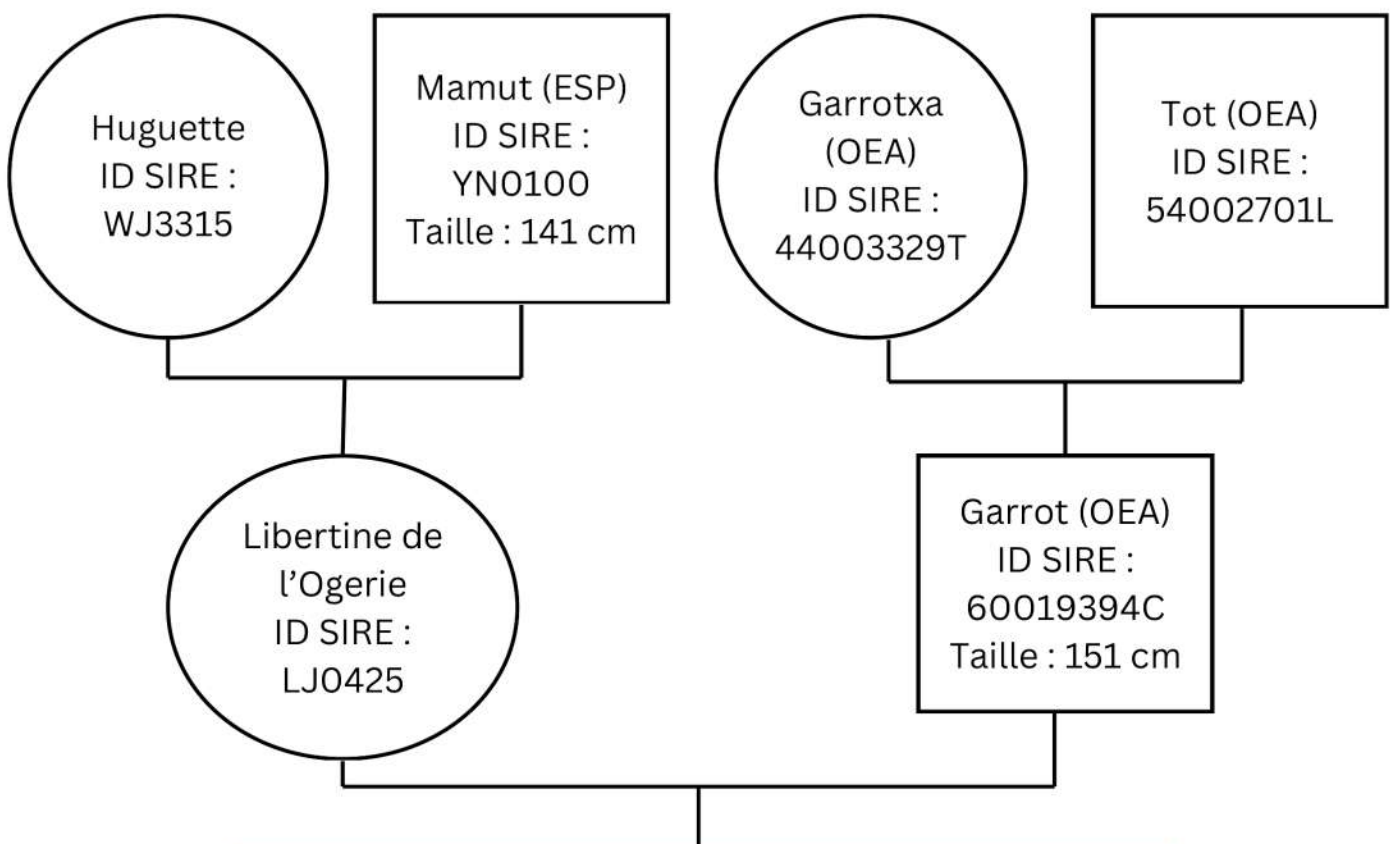 Huguette
ID SIRE :
WJ3315
Mamut (ESP)
ID SIRE :
YN0100
Taille : 141 cm
Garrotxa
(OEA)
ID SIRE :
44003329T
Tot (OEA)
ID SIRE :
54002701L
Libertine de
l’Ogerie
ID SIRE :
LJ0425
Garrot (OEA)
ID SIRE :
60019394C
Taille : 151 cm